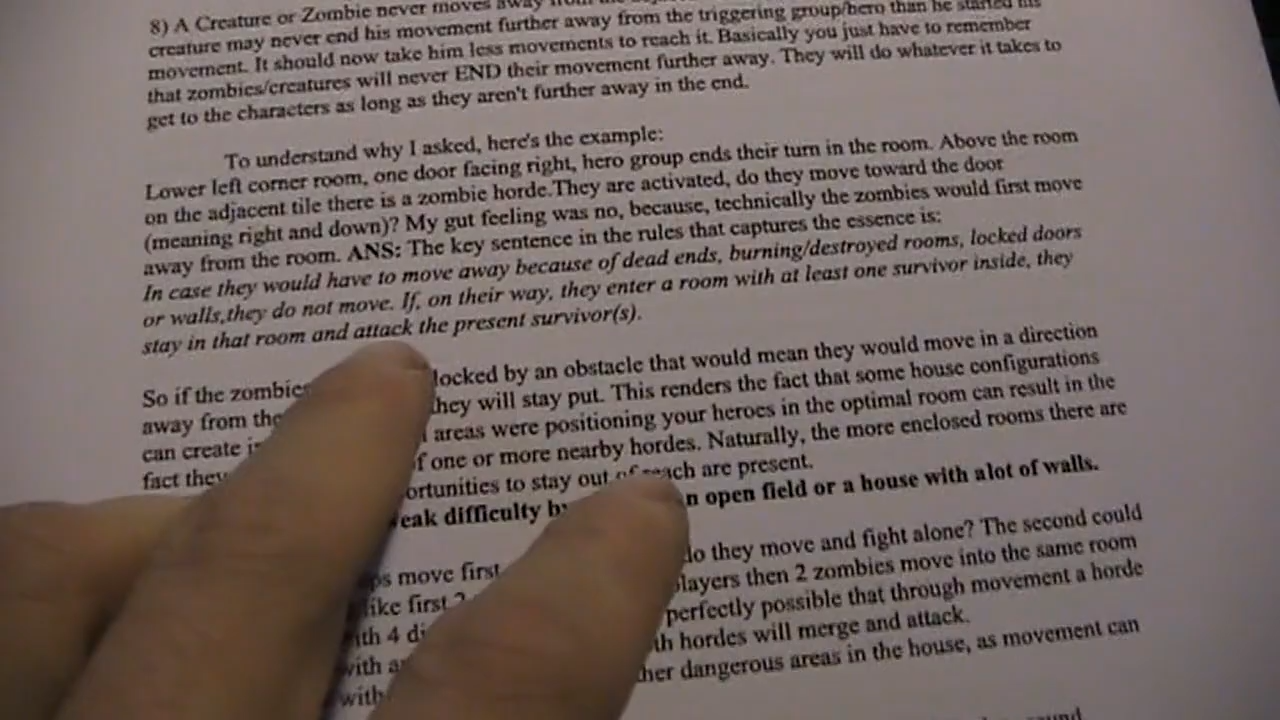 8) A Creature or Zombie never moves away from the
creature may never end his movement further away from the triggering group/hero than he started his
movement. It should now take him less movements to reach it. Basically you just have to remember
that zombies/creatures will never END their movement further away. They will do whatever it takes to
get to the characters as long as they aren't further away in the end.
To understand why I asked, here's the example:
Lower left corner room, one door facing right, hero group ends their turn in the room. Above the room
on the adjacent tile there is a zombie horde.They are activated, do they move toward the door
(meaning right and down)? My gut feeling was no, because, technically the zombies would first move
away from the room. ANS: The key sentence in the rules that captures the essence is:
In case they would have to move away because of dead ends, burning/destroyed rooms, locked doors
or walls,they do not move. If, on their way, they enter a room with at least one survivor inside, they
stay in that room and attack the present survivor(s).
So if the zombies locked by an obstacle that would mean they would move in a direction
away from the they will stay put. This renders the fact that some house configurations
can create areas were positioning your heroes in the optimal room can result in the
fact they of one or more nearby hordes. Naturally, the more enclosed rooms there are
ortunities to stay out of reach are present.
eak difficulty by n open field or a house with alot of walls.
ps move first do they move and fight alone? The second could
like first 2 players then 2 zombies move into the same room
ith 4 perfectly possible that through movement a horde
with th hordes will merge and attack.
with her dangerous areas in the house, as movement can